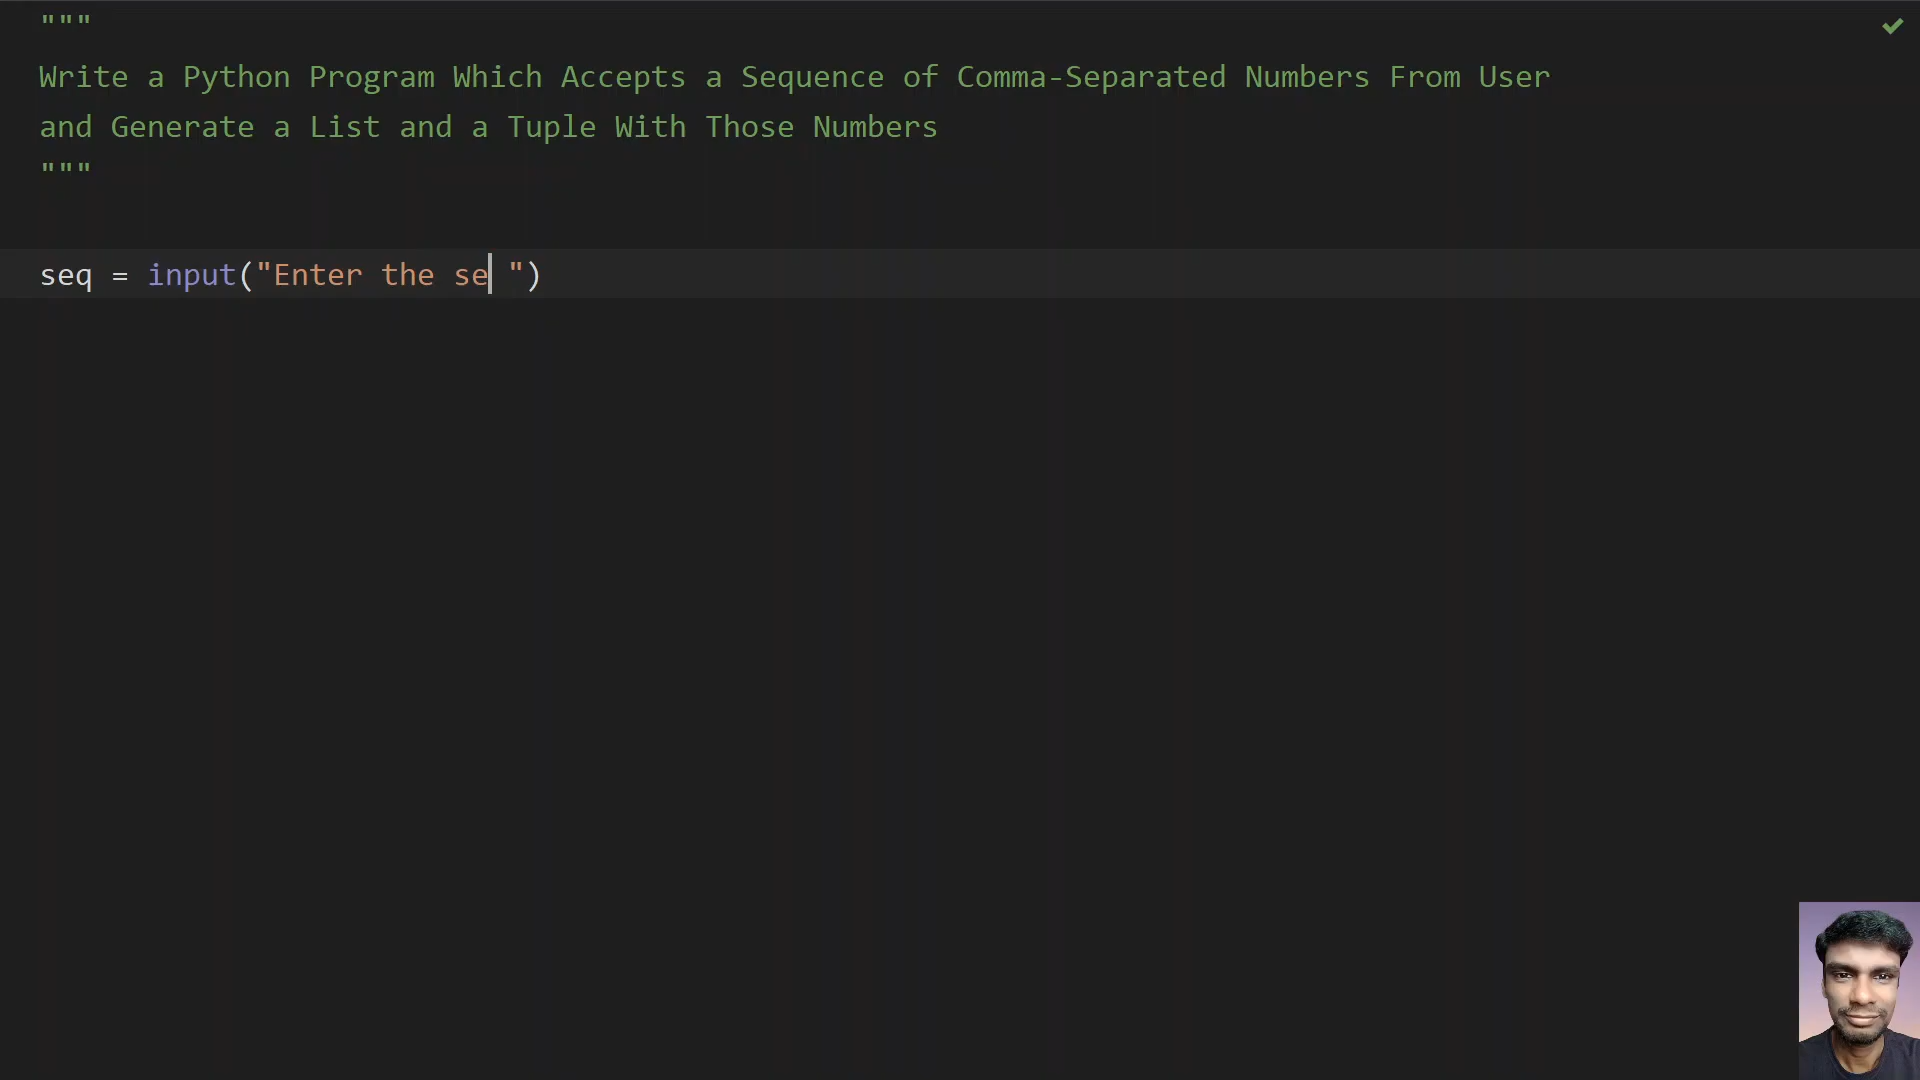 """
Write a Python Program Which Accepts a Sequence of Comma-Separated Numbers From User
and Generate a List and a Tuple With Those Numbers
"""
seq = input("Enter the se ")